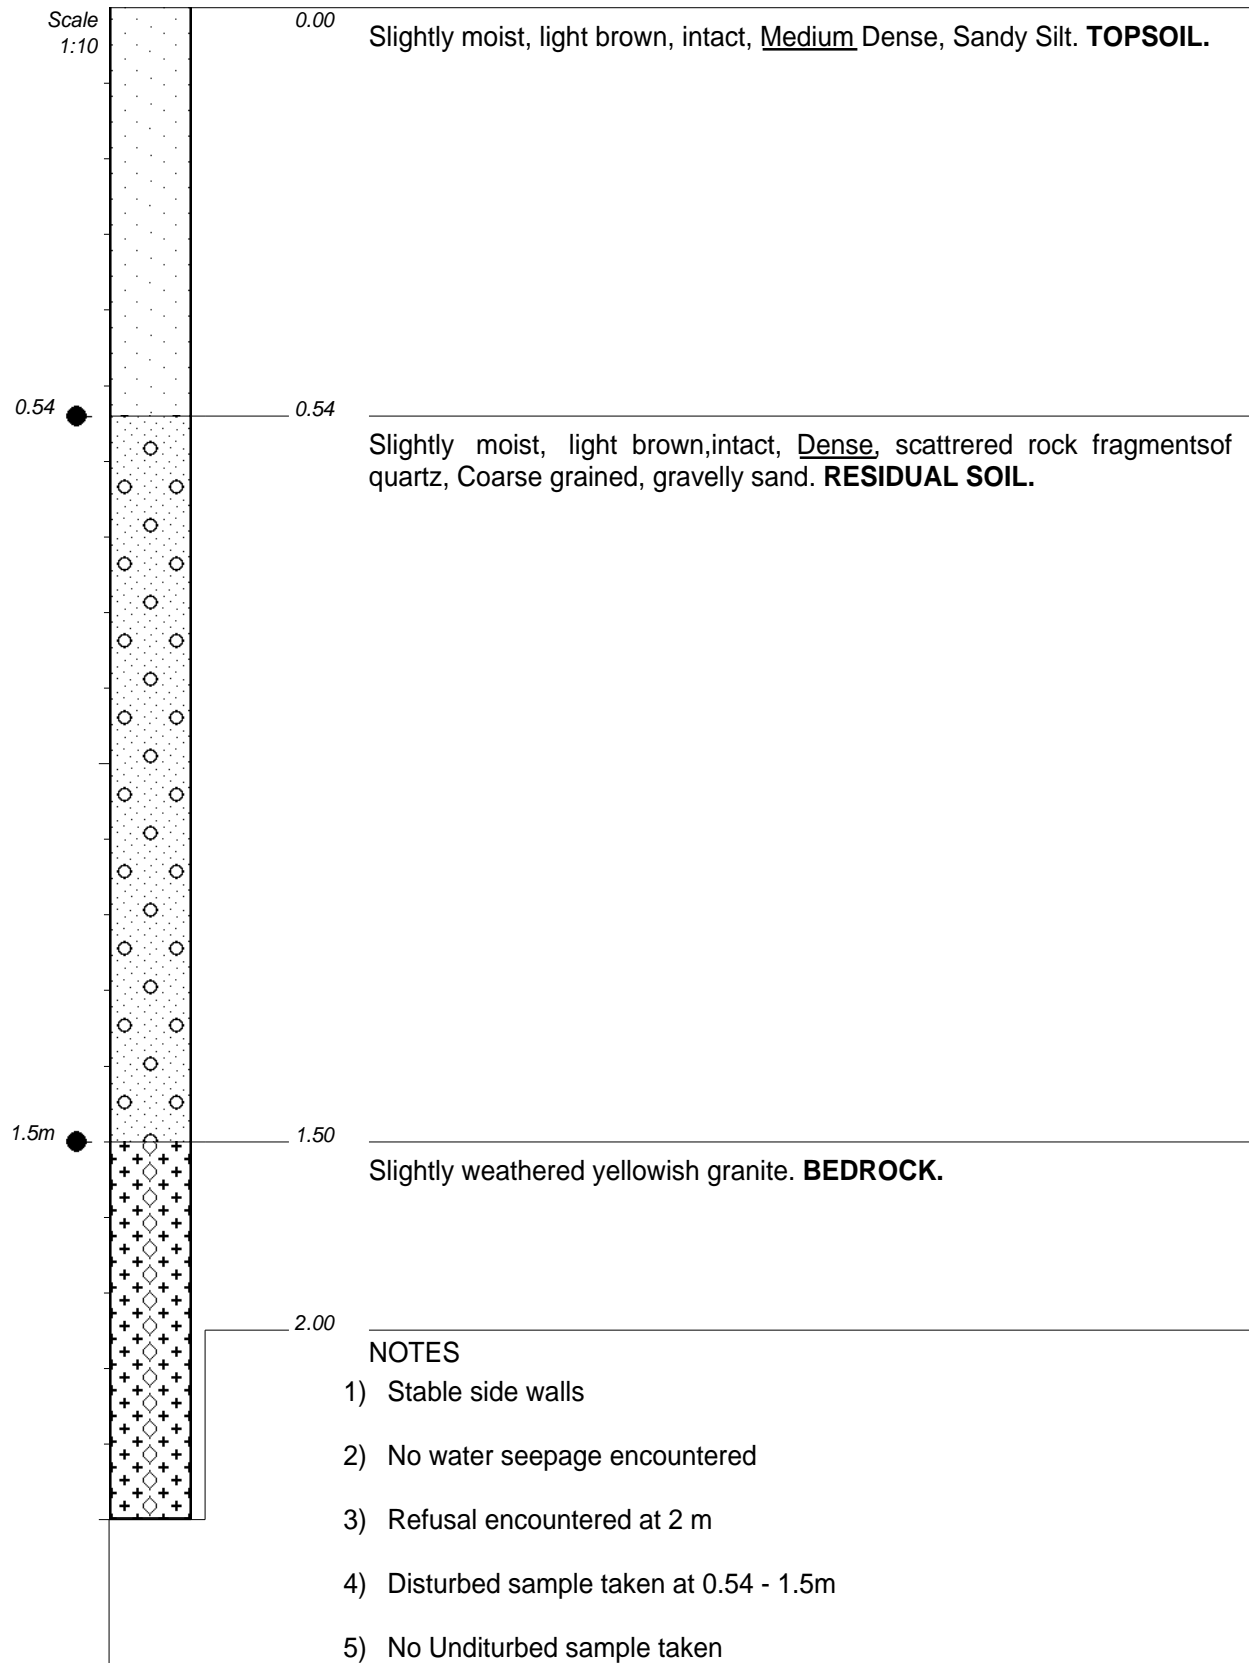 Scale
1:10
0.00
Slightly moist, light brown, intact, Medium Dense, Sandy Silt. TOPSOIL.
0.54
0.54
Slightly moist, light brown,intact, Dense, scattrered rock fragmentsof
quartz, Coarse grained, gravelly sand. RESIDUAL SOIL.
1.5m
1.50
Slightly weathered yellowish granite. BEDROCK.
2.00
NOTES
1) Stable side walls
2) No water seepage encountered
3) Refusal encountered at 2 m
4) Disturbed sample taken at 0.54 - 1.5m
5) No Unditurbed sample taken